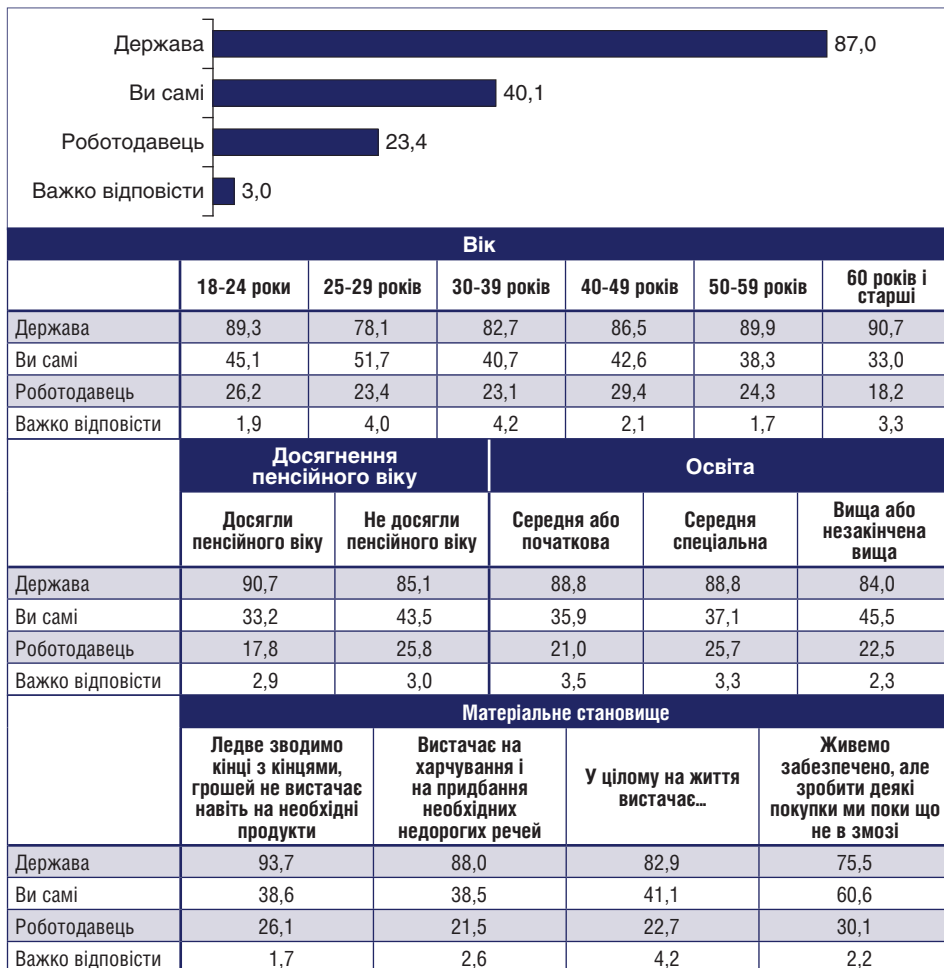 Держава 87,0
Ви самі 40,1
Роботодавець 23,4
Важко відповісти 3,0
Вік
18-24 роки 25-29 років 30-39 років 40-49 років 50-59 років 60 років і старші
Держава 89,3 78,1 82,7 86,5 89,9 90,7
Ви самі 45,1 51,7 40,7 42,6 38,3 33,0
Роботодавець 26,2 23,4 23,1 29,4 24,3 18,2
Важко відповісти 1,9 4,0 4,2 2,1 1,7 3,3
Досягнення
пенсійного віку
Освіта
Досягли
пенсійного віку
Не досягли
пенсійного віку
Середня або
початкова
Середня
спеціальна
Вища або
незакінчена
вища
Держава 90,7 85,1 88,8 88,8 84,0
Ви самі 33,2 43,5 35,9 37,1 45,5
Роботодавець 17,8 25,8 21,0 25,7 22,5
Важко відповісти 2,9 3,0 3,5 3,3 2,3
Матеріальне становище
Ледве зводимо
кінці з кінцями,
грошей не вистачає
навіть на необхідні
продукти
Вистачає на
харчування і
на придбання
необхідних
недорогих речей
У цілому на життя
вистачає...
Живемо
забезпечено, але
зробити деякі
покупки ми поки що
не в змозі
Держава 93,7 88,0 82,9 75,5
Ви самі 38,6 38,5 41,1 60,6
Роботодавець 26,1 21,5 22,7 30,1
Важко відповісти 1,7 2,6 4,2 2,2